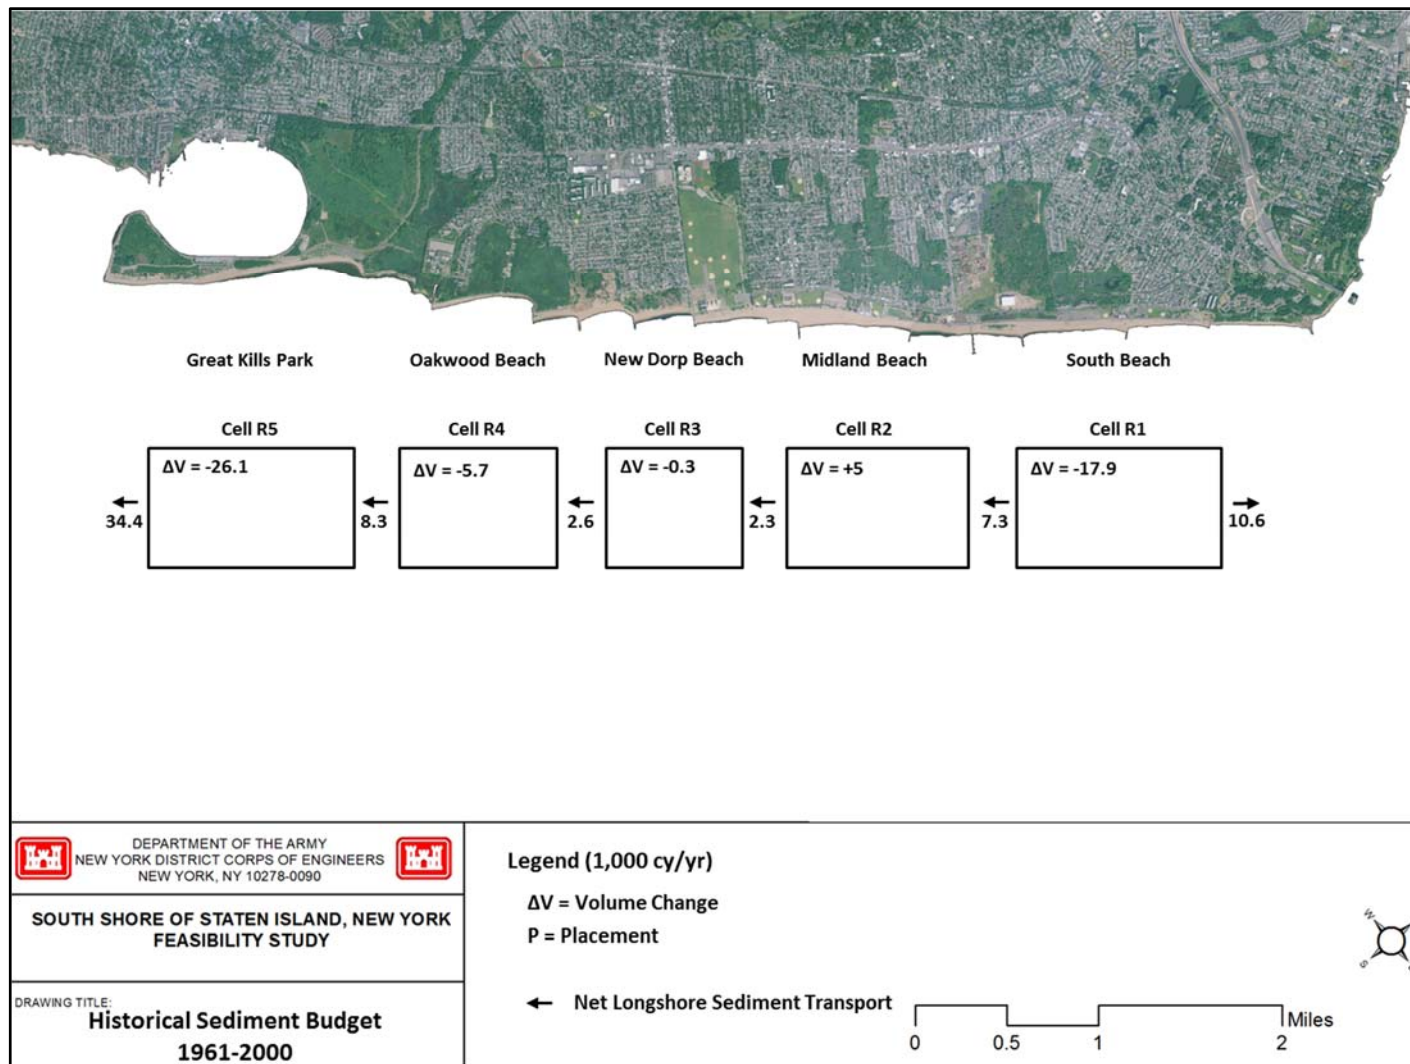 Great Kills Park Oakwood Beach New Dorp Beach Midland Beach South Beach
Cell R5 Cell R4 Cell R3 Cell R2 Cell R1
ΔV = -26.1 ΔV = -5.7 ΔV = -0.3 ΔV = +5 ΔV = -17.9
34.4 8.3 2.6 2.3 7.3 10.6
DEPARTMENT OF THE ARMY
NEW YORK DISTRICT CORPS OF ENGINEERS
NEW YORK, NY 10278-0090
SOUTH SHORE OF STATEN ISLAND, NEW YORK
FEASIBILITY STUDY
DRAWING TITLE:
Historical Sediment Budget
1961-2000
Legend (1,000 cy/yr)
ΔV = Volume Change
P = Placement
Net Longshore Sediment Transport
Miles
0 0.5 1 2
W
S